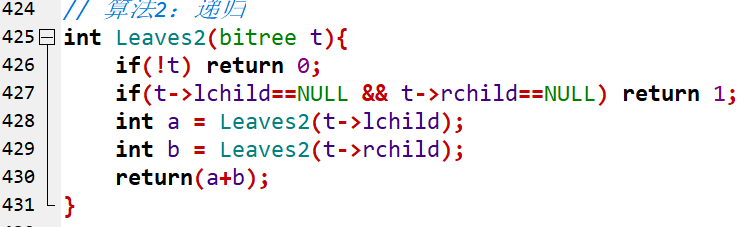 424 // 算法2：递归
425 int Leaves2(bitree t){
426 if(!t) return 0;
427 if(t->lchild==NULL && t->rchild==NULL) return 1;
428 int a = Leaves2(t->lchild);
429 int b = Leaves2(t->rchild);
430 return(a+b);
431 }